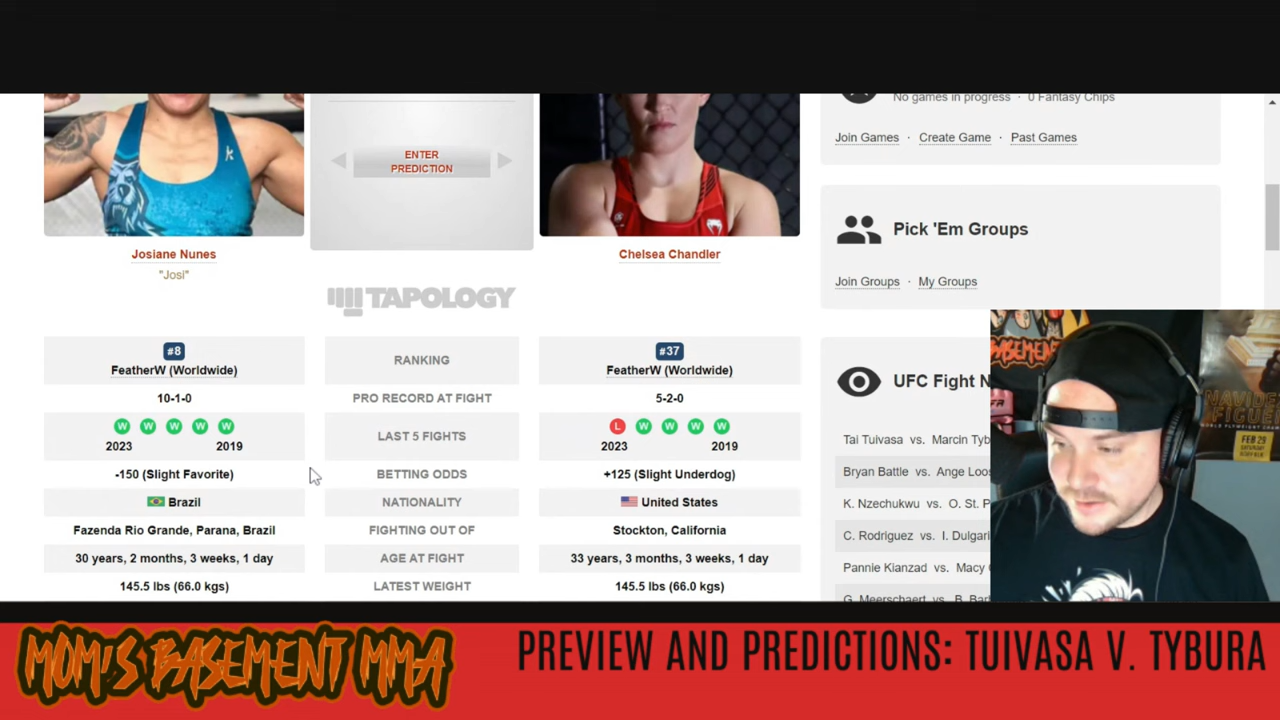 No games in progress · 0 Fantasy Chips
Join Games · Create Game · Past Games
ENTER
PREDICTION
Pick 'Em Groups
Join Groups · My Groups
Josiane Nunes
"Josi"
Chelsea Chandler
TAPOLOGY
#8
FeatherW (Worldwide)
RANKING
#37
FeatherW (Worldwide)
10-1-0
PRO RECORD AT FIGHT
5-2-0
W W W W W
2023 2019
LAST 5 FIGHTS
L W W W W
2023 2019
-150 (Slight Favorite)
BETTING ODDS
+125 (Slight Underdog)
Brazil
NATIONALITY
United States
Fazenda Rio Grande, Parana, Brazil
FIGHTING OUT OF
Stockton, California
30 years, 2 months, 3 weeks, 1 day
AGE AT FIGHT
33 years, 3 months, 3 weeks, 1 day
145.5 lbs (66.0 kgs)
LATEST WEIGHT
145.5 lbs (66.0 kgs)
UFC Fight N
Tai Tuivasa vs. Marcin Tyb
Bryan Battle vs. Ange Loos
K. Nzechukwu vs. O. St. P
C. Rodriguez vs. I. Dulgari
Pannie Kianzad vs. Macy
G. Meerschaert vs. B. Bar
BASEMENT
FEB 29
SATURDAY
MOM'S BASEMENT MMA
PREVIEW AND PREDICTIONS: TUIVASA V. TYBURA